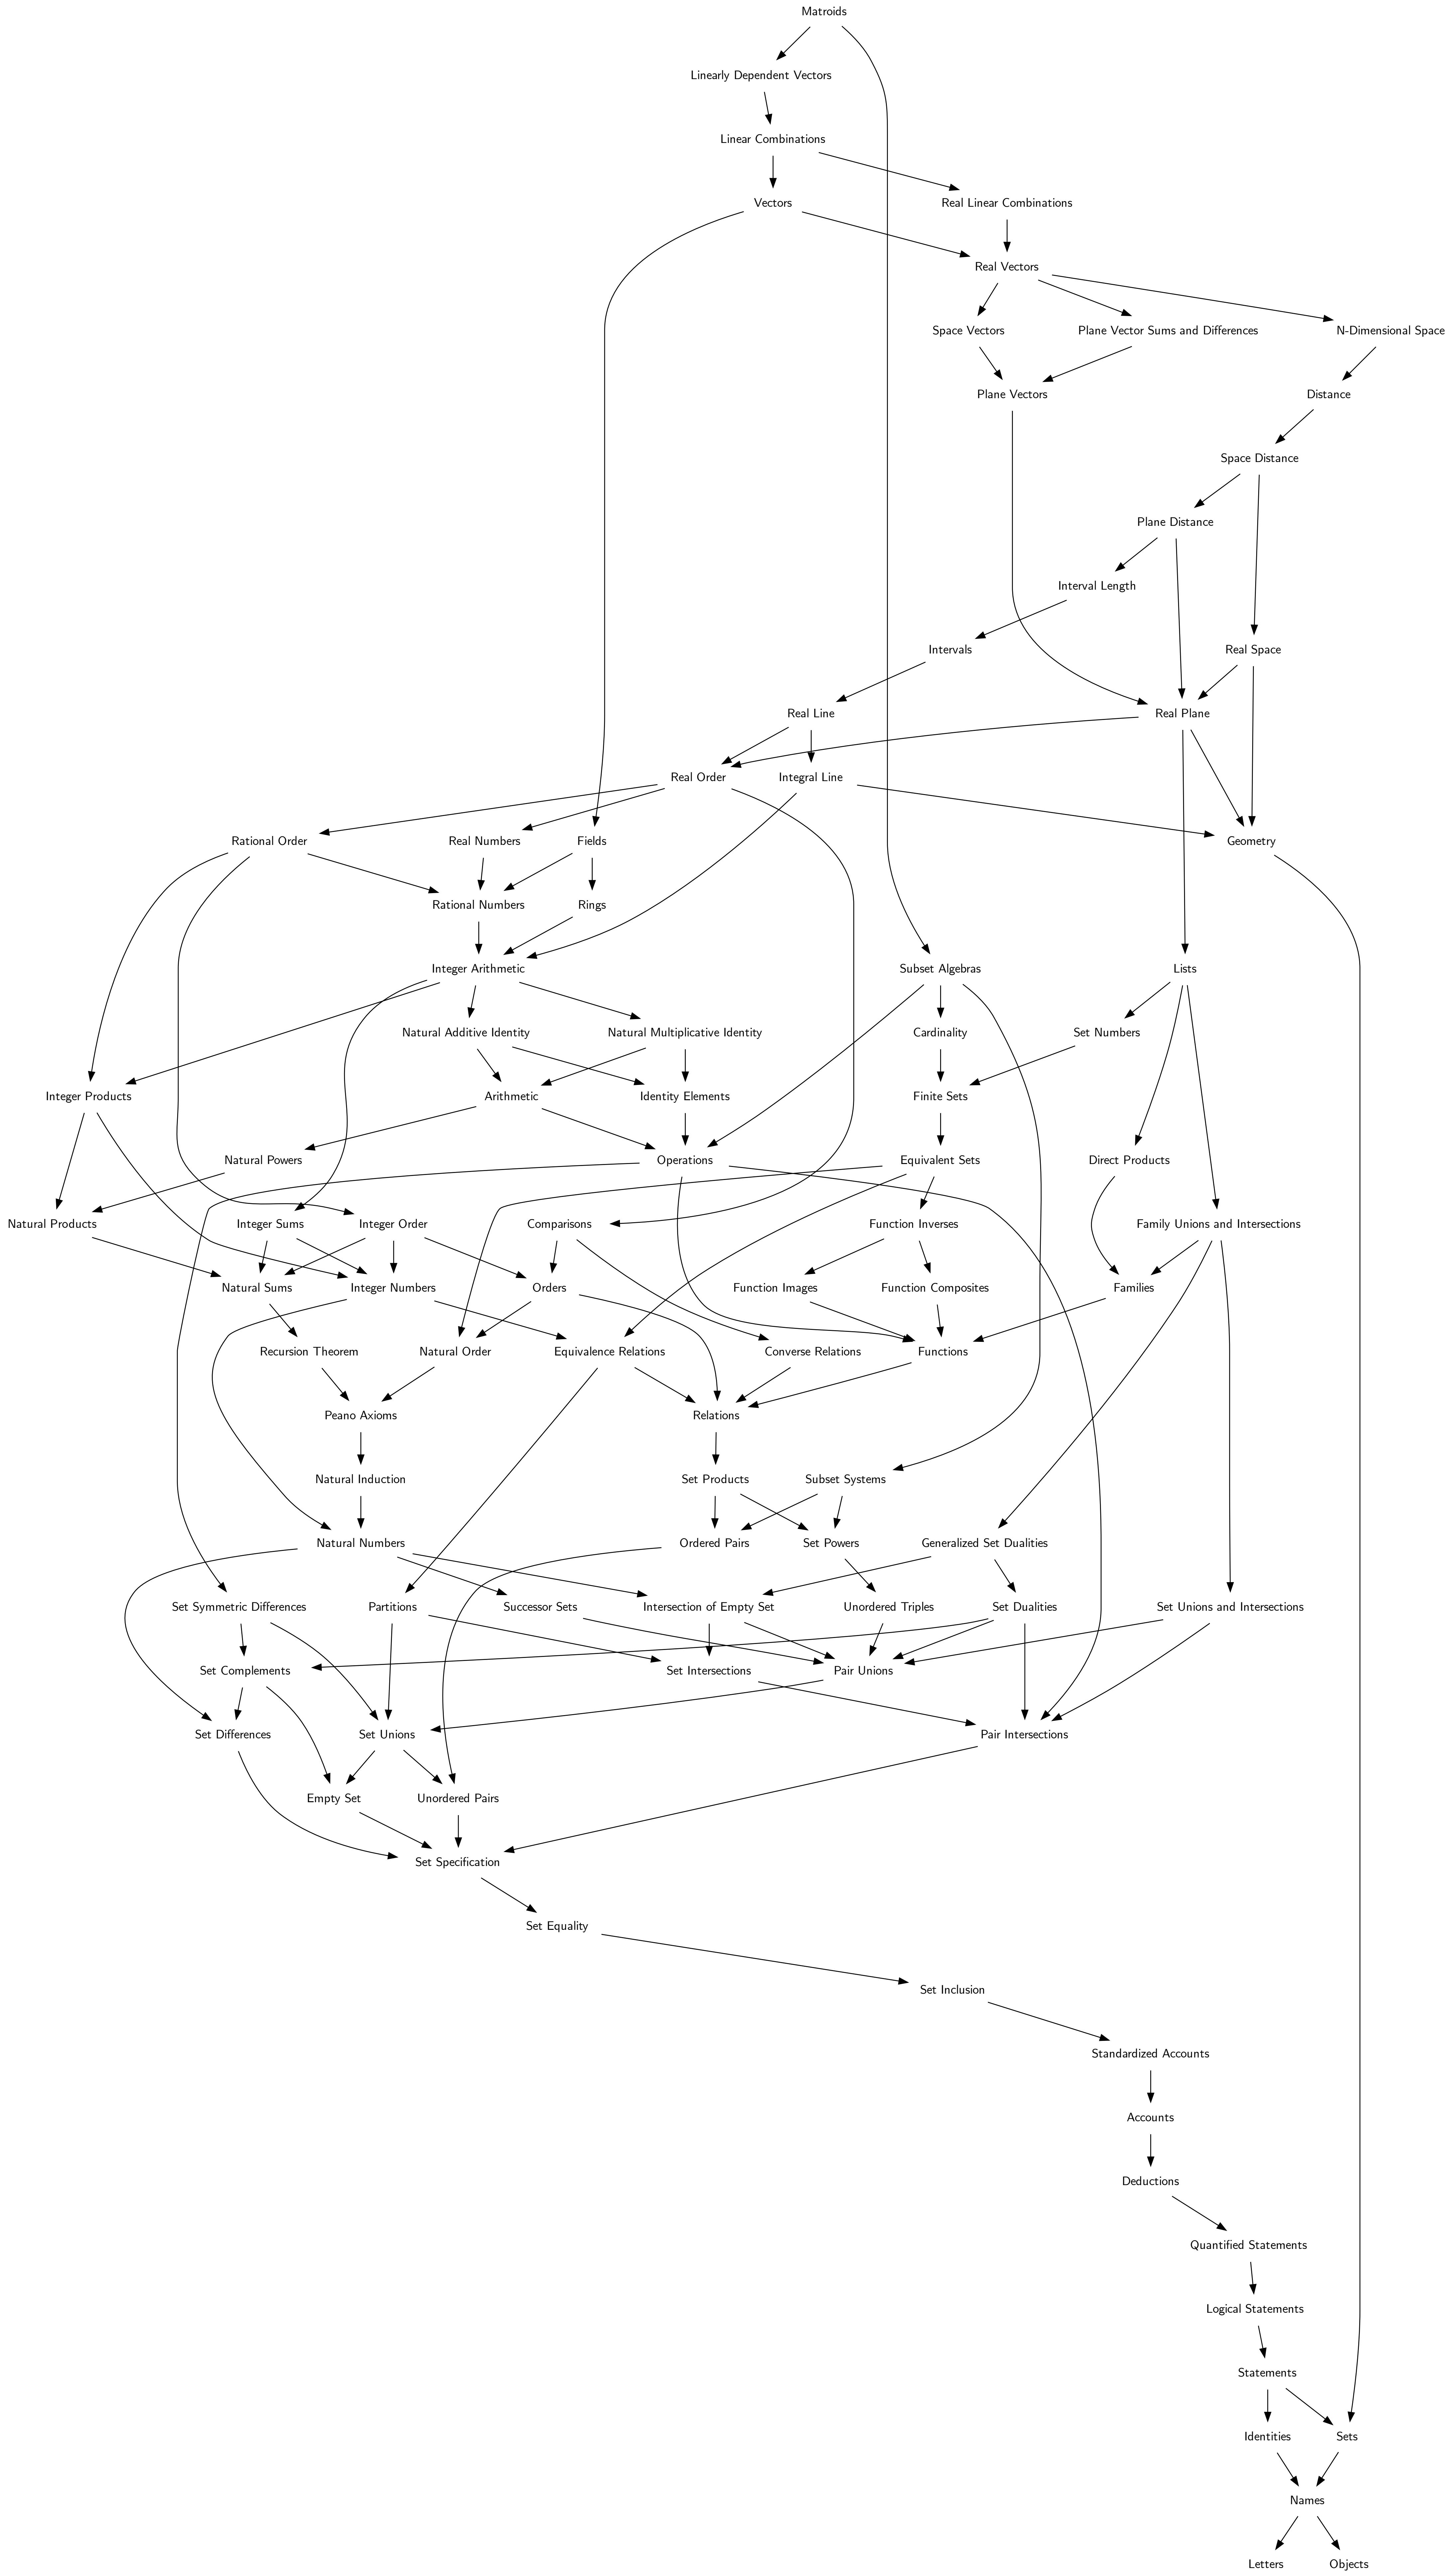 Matroids
Linearly Dependent Vectors
Linear Combinations
Vectors
Real Linear Combinations
Real Vectors
Space Vectors
Plane Vector Sums and Differences
N-Dimensional Space
Plane Vectors
Distance
Space Distance
Plane Distance
Interval Length
Intervals
Real Space
Real Line
Real Plane
Real Order
Integral Line
Rational Order
Real Numbers
Fields
Geometry
Rational Numbers
Rings
Integer Arithmetic
Subset Algebras
Lists
Natural Additive Identity
Natural Multiplicative Identity
Cardinality
Set Numbers
Integer Products
Arithmetic
Identity Elements
Finite Sets
Natural Powers
Operations
Equivalent Sets
Direct Products
Natural Products
Integer Sums
Integer Order
Comparisons
Function Inverses
Family Unions and Intersections
Natural Sums
Integer Numbers
Orders
Function Images
Function Composites
Families
Recursion Theorem
Natural Order
Equivalence Relations
Converse Relations
Functions
Peano Axioms
Relations
Natural Induction
Set Products
Subset Systems
Natural Numbers
Ordered Pairs
Set Powers
Generalized Set Dualities
Set Symmetric Differences
Partitions
Successor Sets
Intersection of Empty Set
Unordered Triples
Set Dualities
Set Unions and Intersections
Set Complements
Set Intersections
Pair Unions
Set Differences
Set Unions
Pair Intersections
Empty Set
Unordered Pairs
Set Specification
Set Equality
Set Inclusion
Standardized Accounts
Accounts
Deductions
Quantified Statements
Logical Statements
Statements
Identities
Sets
Names
Letters
Objects